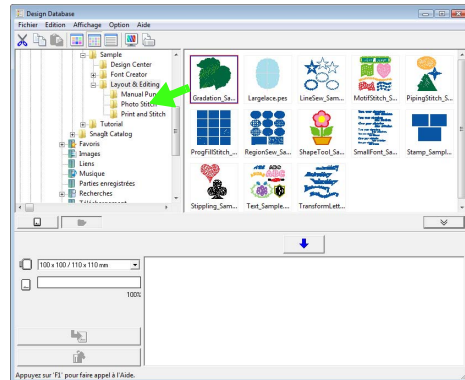 Design Database
Fichier Edition Affichage Option Aide
Sample
Design Center
Font Creator
Layout & Editing
Manual Pun
Photo Stitch
Print and Stitch
Tutorial
SnagIt Catalog
Favoris
Images
Liens
Musique
Parties enregistrées
Recherches
Téléchargement
Gradation_Sa...
Largelace.pes
LineSew_Sam...
MotifStitch_S...
PipingStitch_S...
ProgFillStitch_...
RegionSew_Sa...
ShapeTool_Sa...
SmallFont_Sa...
Stamp_Sampl...
Stippling_Sam...
Text_Sample....
TransformLett...
100 x 100 / 110 x 110 mm
100%
Appuyez sur 'F1' pour faire appel à l'Aide.